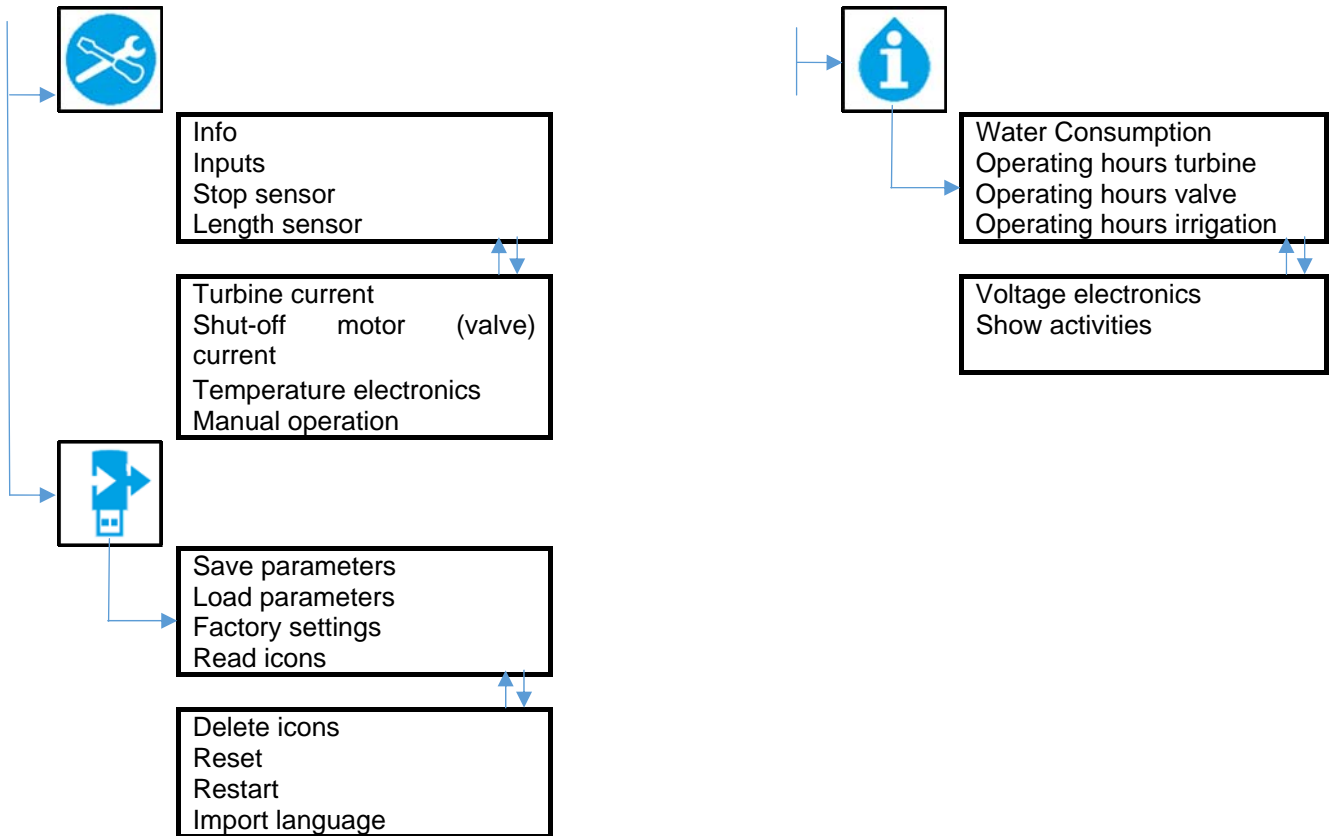 Info
Inputs
Stop sensor
Length sensor
Turbine current
Shut-off motor (valve)
current
Temperature electronics
Manual operation
Save parameters
Load parameters
Factory settings
Read icons
Delete icons
Reset
Restart
Import language
Water Consumption
Operating hours turbine
Operating hours valve
Operating hours irrigation
Voltage electronics
Show activities